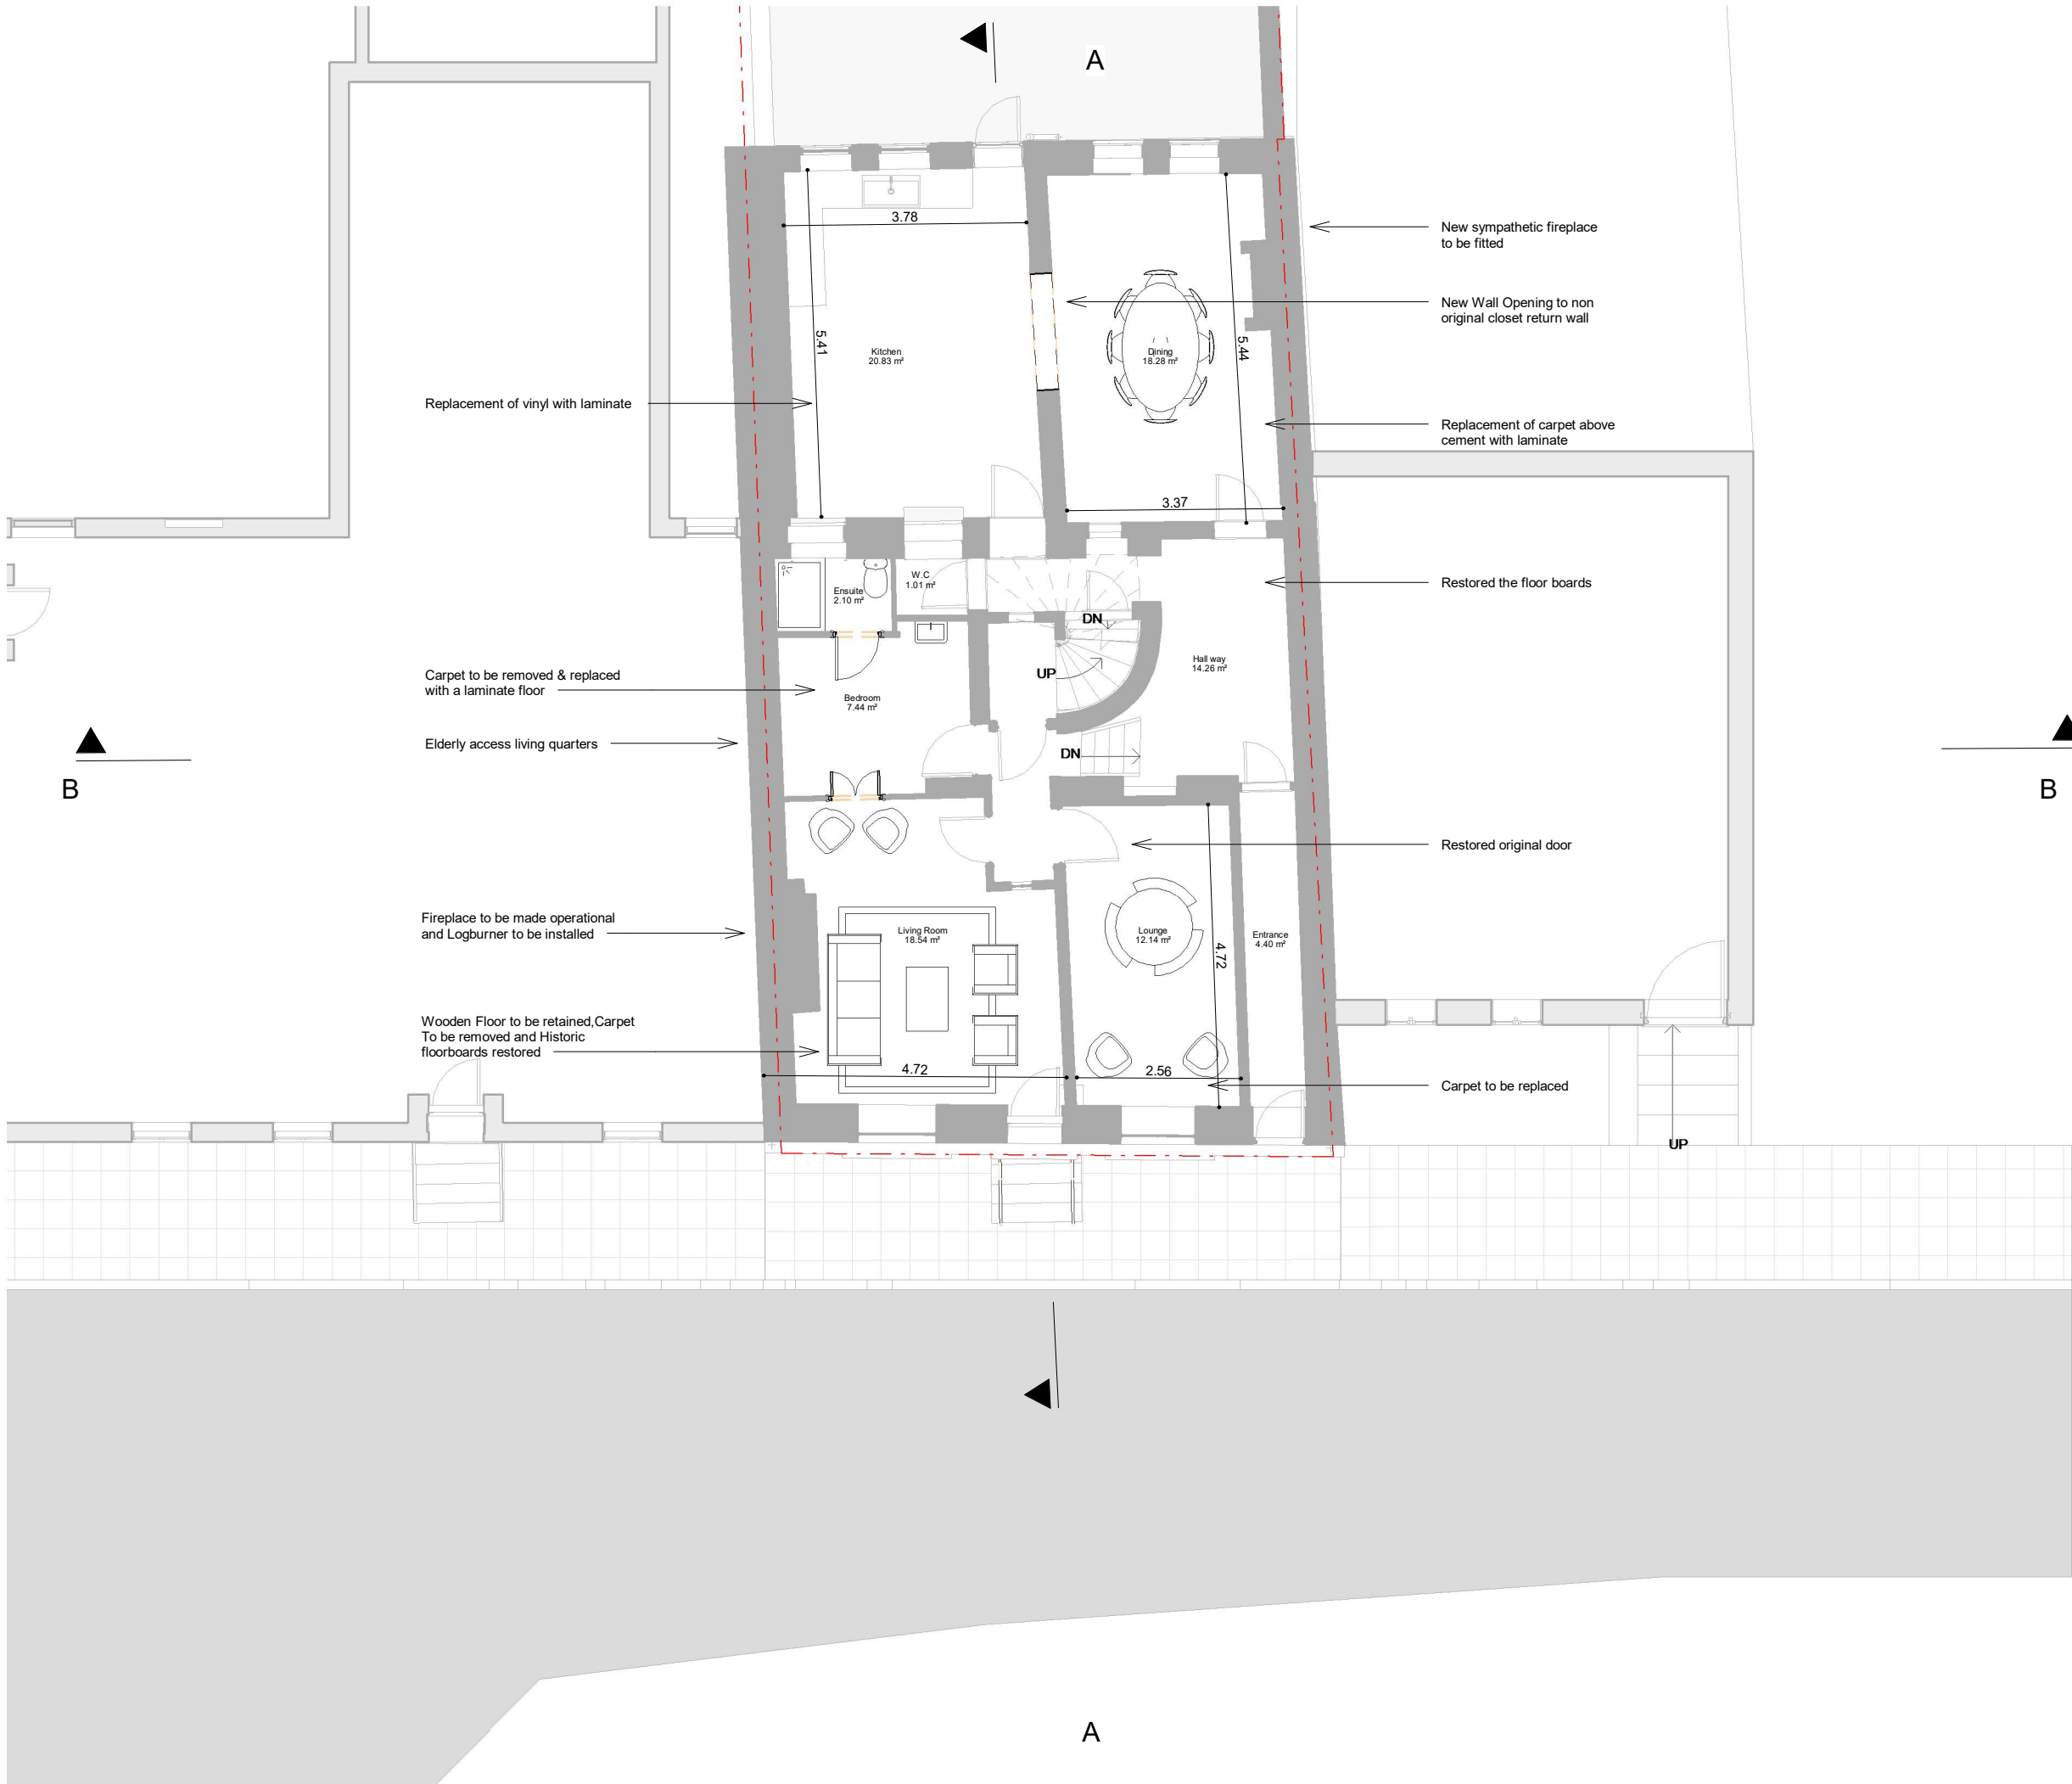 A
3.78
5.41
Kitchen
20.83 m²
Dining
18.28 m²
5.44
3.37
New sympathetic fireplace
to be fitted
New Wall Opening to non
original closet return wall
Replacement of vinyl with laminate
Replacement of carpet above
cement with laminate
W.C
1.01 m²
Ensuite
2.10 m²
DN
Restored the floor boards
Hall way
14.26 m²
UP
Carpet to be removed & replaced
with a laminate floor
Bedroom
7.44 m²
Elderly access living quarters
DN
B
B
Restored original door
Fireplace to be made operational
and Logburner to be installed
Living Room
18.54 m²
Lounge
12.14 m²
4.72
Entrance
4.40 m²
Wooden Floor to be retained,Carpet
To be removed and Historic
floorboards restored
4.72
2.56
Carpet to be replaced
UP
A